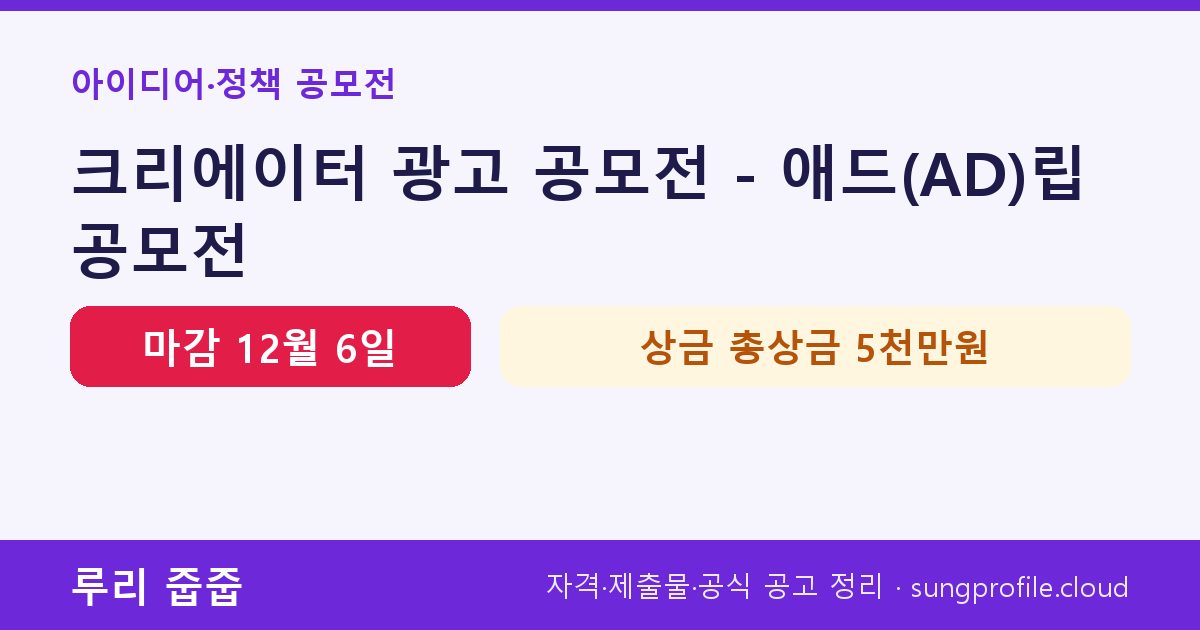 아이디어·정책 공모전
크리에이터 광고 공모전 - 애드(AD)립
공모전
마감 12월 6일
상금 총상금 5천만원
루리 줍줍
자격·제출물·공식 공고 정리 · sungprofile.cloud